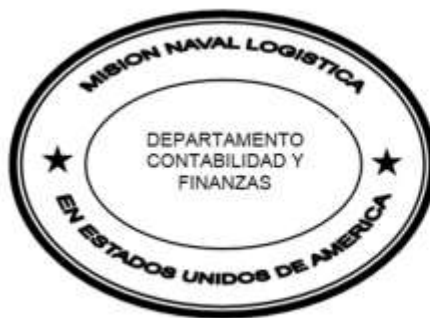 MISION NAVAL LOGISTICA
DEPARTAMENTO
CONTABILIDAD Y
FINANZAS
EN ESTADOS UNIDOS DE AMERICA